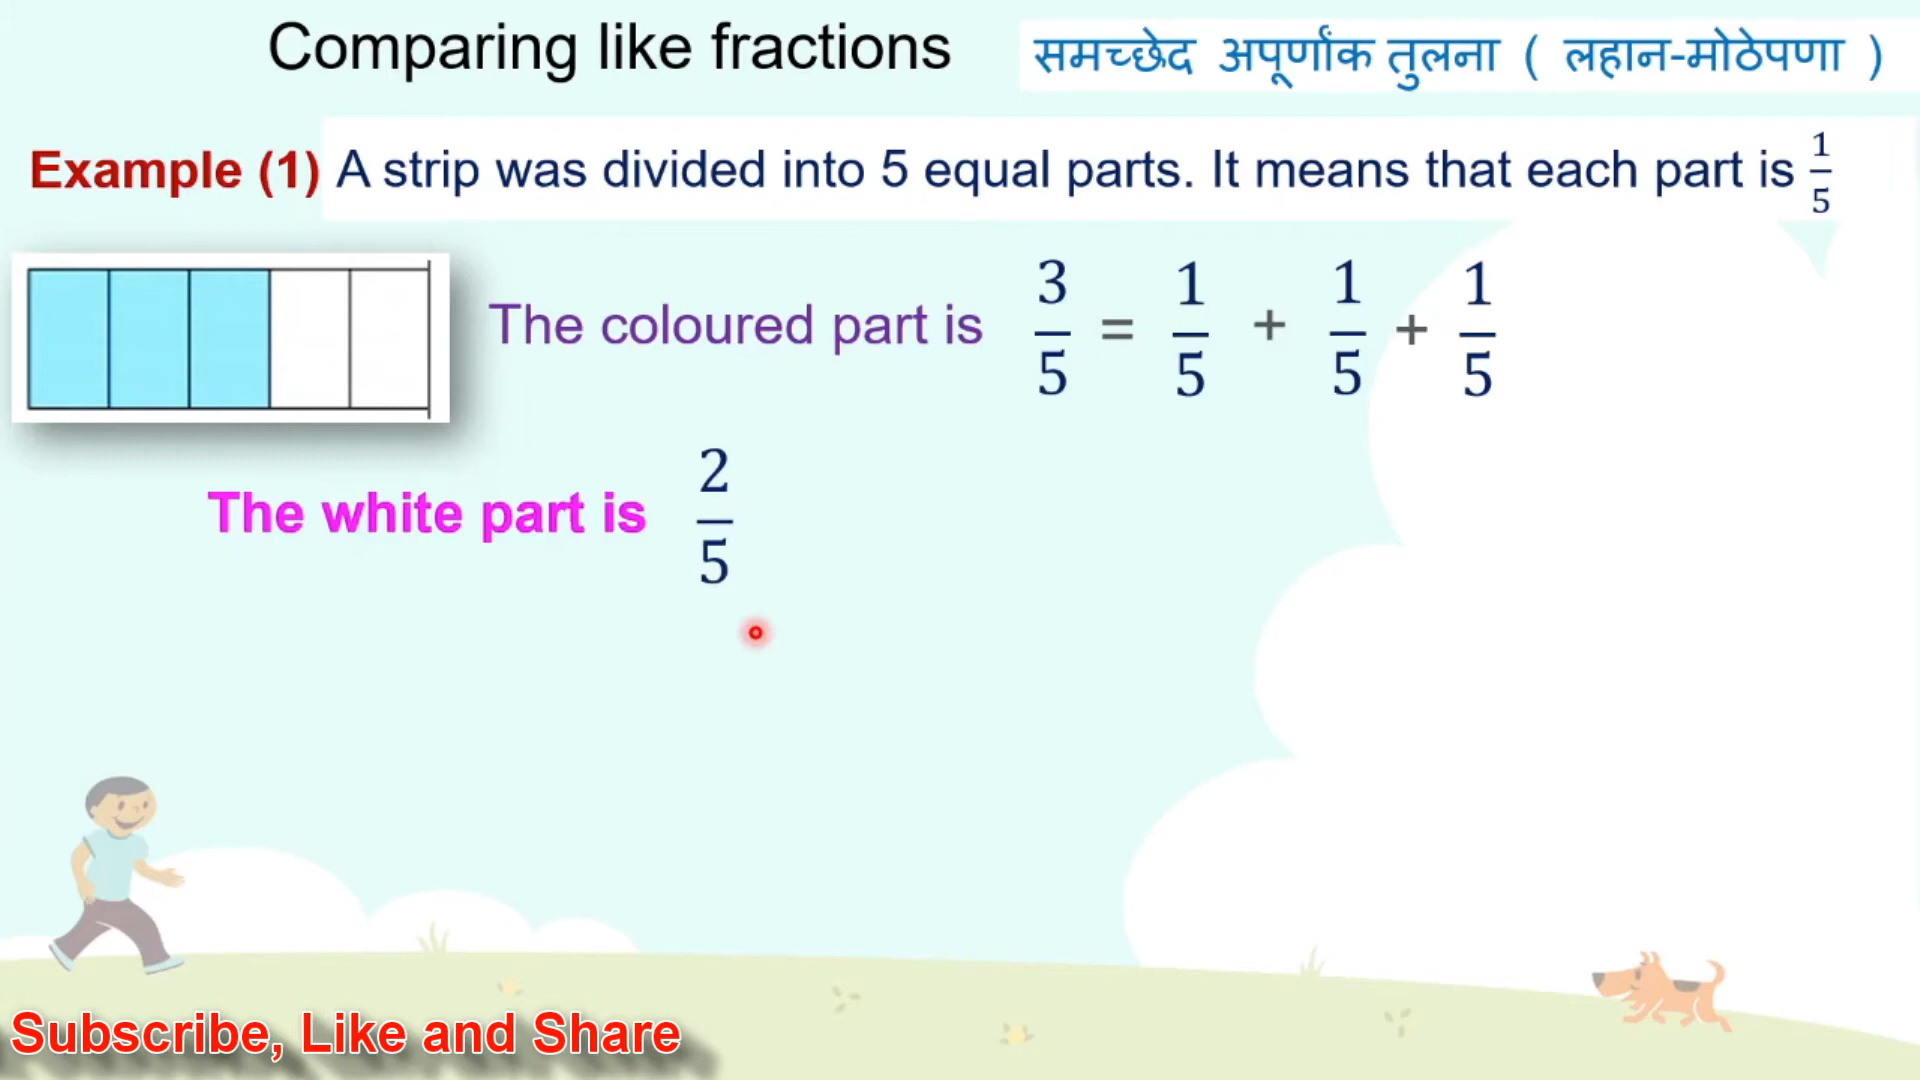 Comparing like fractions समच्छेद अपूर्णांक तुलना ( लहान-मोठेपणा )
Example (1) A strip was divided into 5 equal parts. It means that each part is 1/5
The coloured part is 3/5 = 1/5 + 1/5 + 1/5
The white part is 2/5
Subscribe, Like and Share